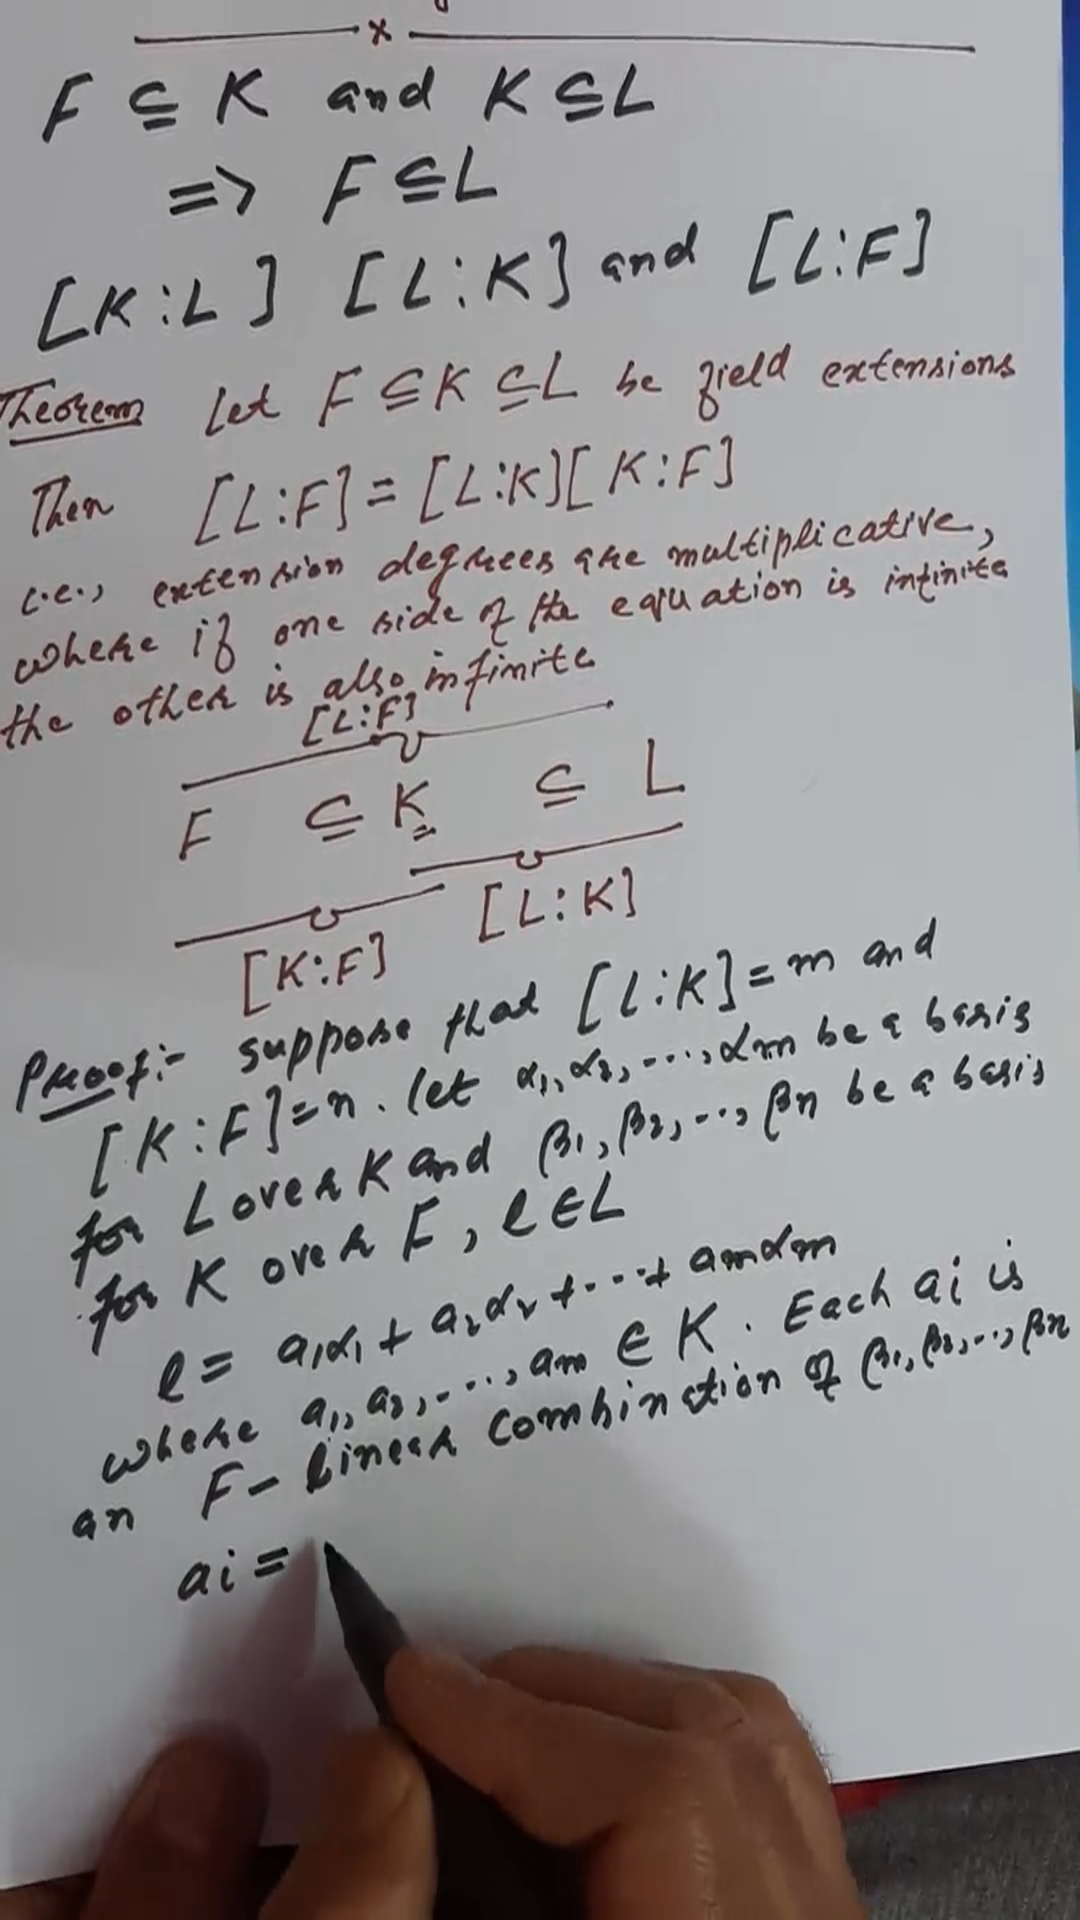 x
F ⊆ K and K ⊆ L
=> F ⊆ L
[K:L] [L:K] and [L:F]
Theorem Let F ⊆ K ⊆ L be field extensions
Then [L:F] = [L:K][K:F]
i.e., extension degrees are multiplicative,
where if one side of the equation is infinite
the other is also infinite
[L:F]
F ⊆ K ⊆ L
[L:K]
[K:F]
Proof:- suppose that [L:K]=m and
[K:F]=n. let α1,α2,...,αm be a basis
for L over K and β1,β2,...,βn be a basis
for K over F, l ∈ L
l = a1α1 + a2α2 +...+ amαm
where a1,a2,...,am ∈ K. Each ai is
an F-linear combination of β1,β2,...,βn
ai =